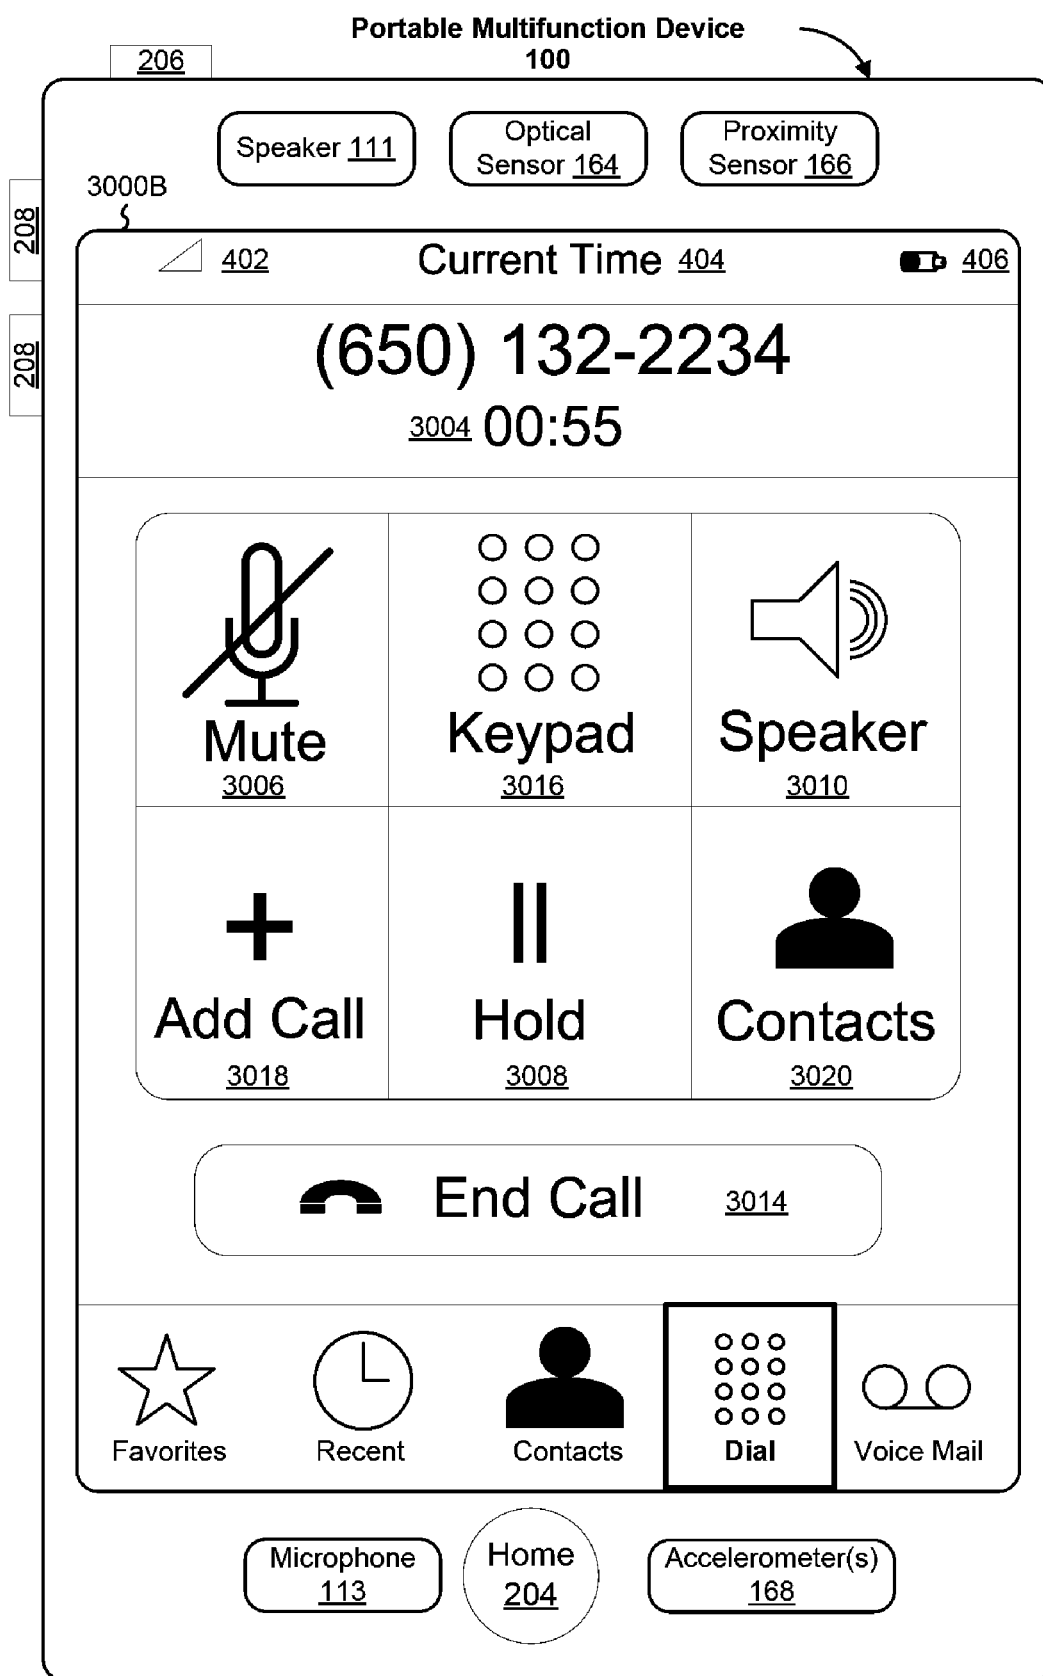 Portable Multifunction Device
100
206
Speaker 111
Optical
Sensor 164
Proximity
Sensor 166
3000B
208
208
402
Current Time 404
406
(650) 132-2234
3004 00:55
Mute
3006
Keypad
3016
Speaker
3010
Add Call
3018
Hold
3008
Contacts
3020
End Call 3014
Favorites
Recent
Contacts
Dial
Voice Mail
Microphone
113
Home
204
Accelerometer(s)
168